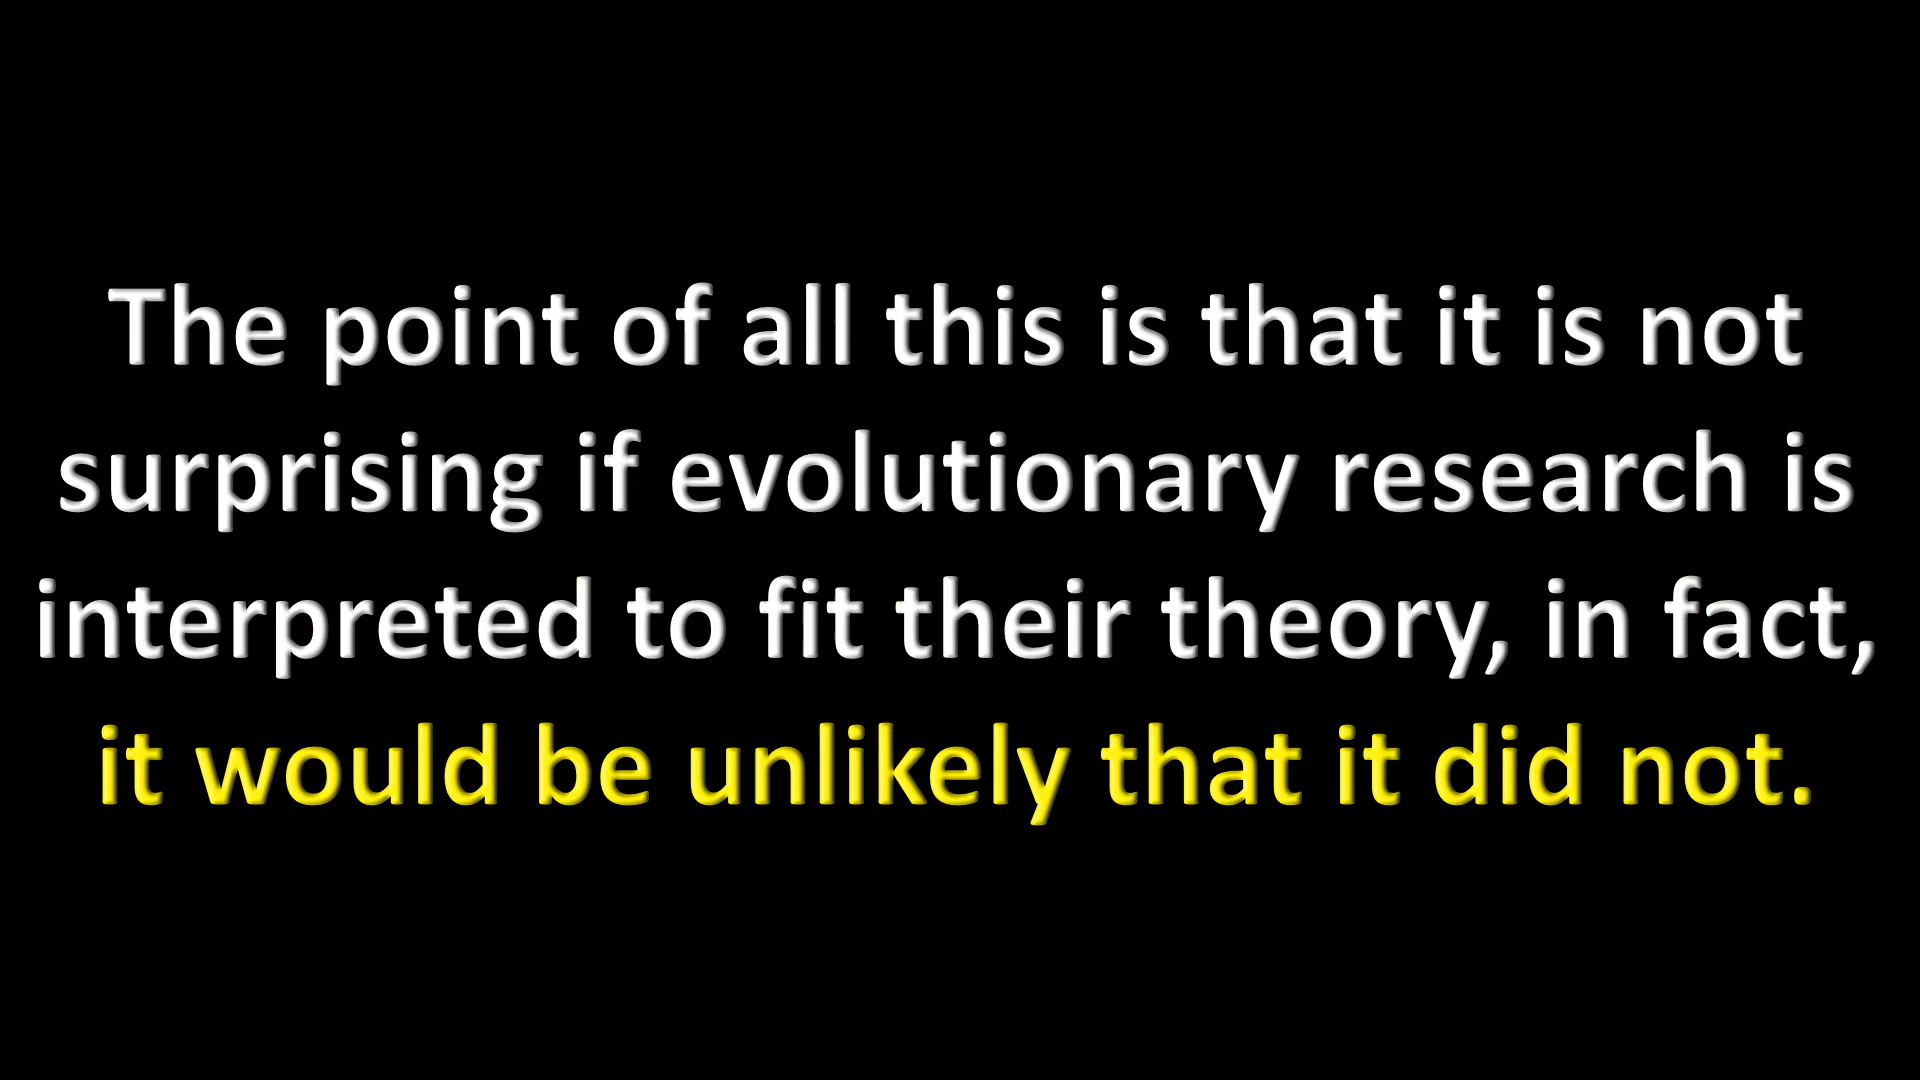 The point of all this is that it is not
surprising if evolutionary research is
interpreted to fit their theory, in fact,
it would be unlikely that it did not.